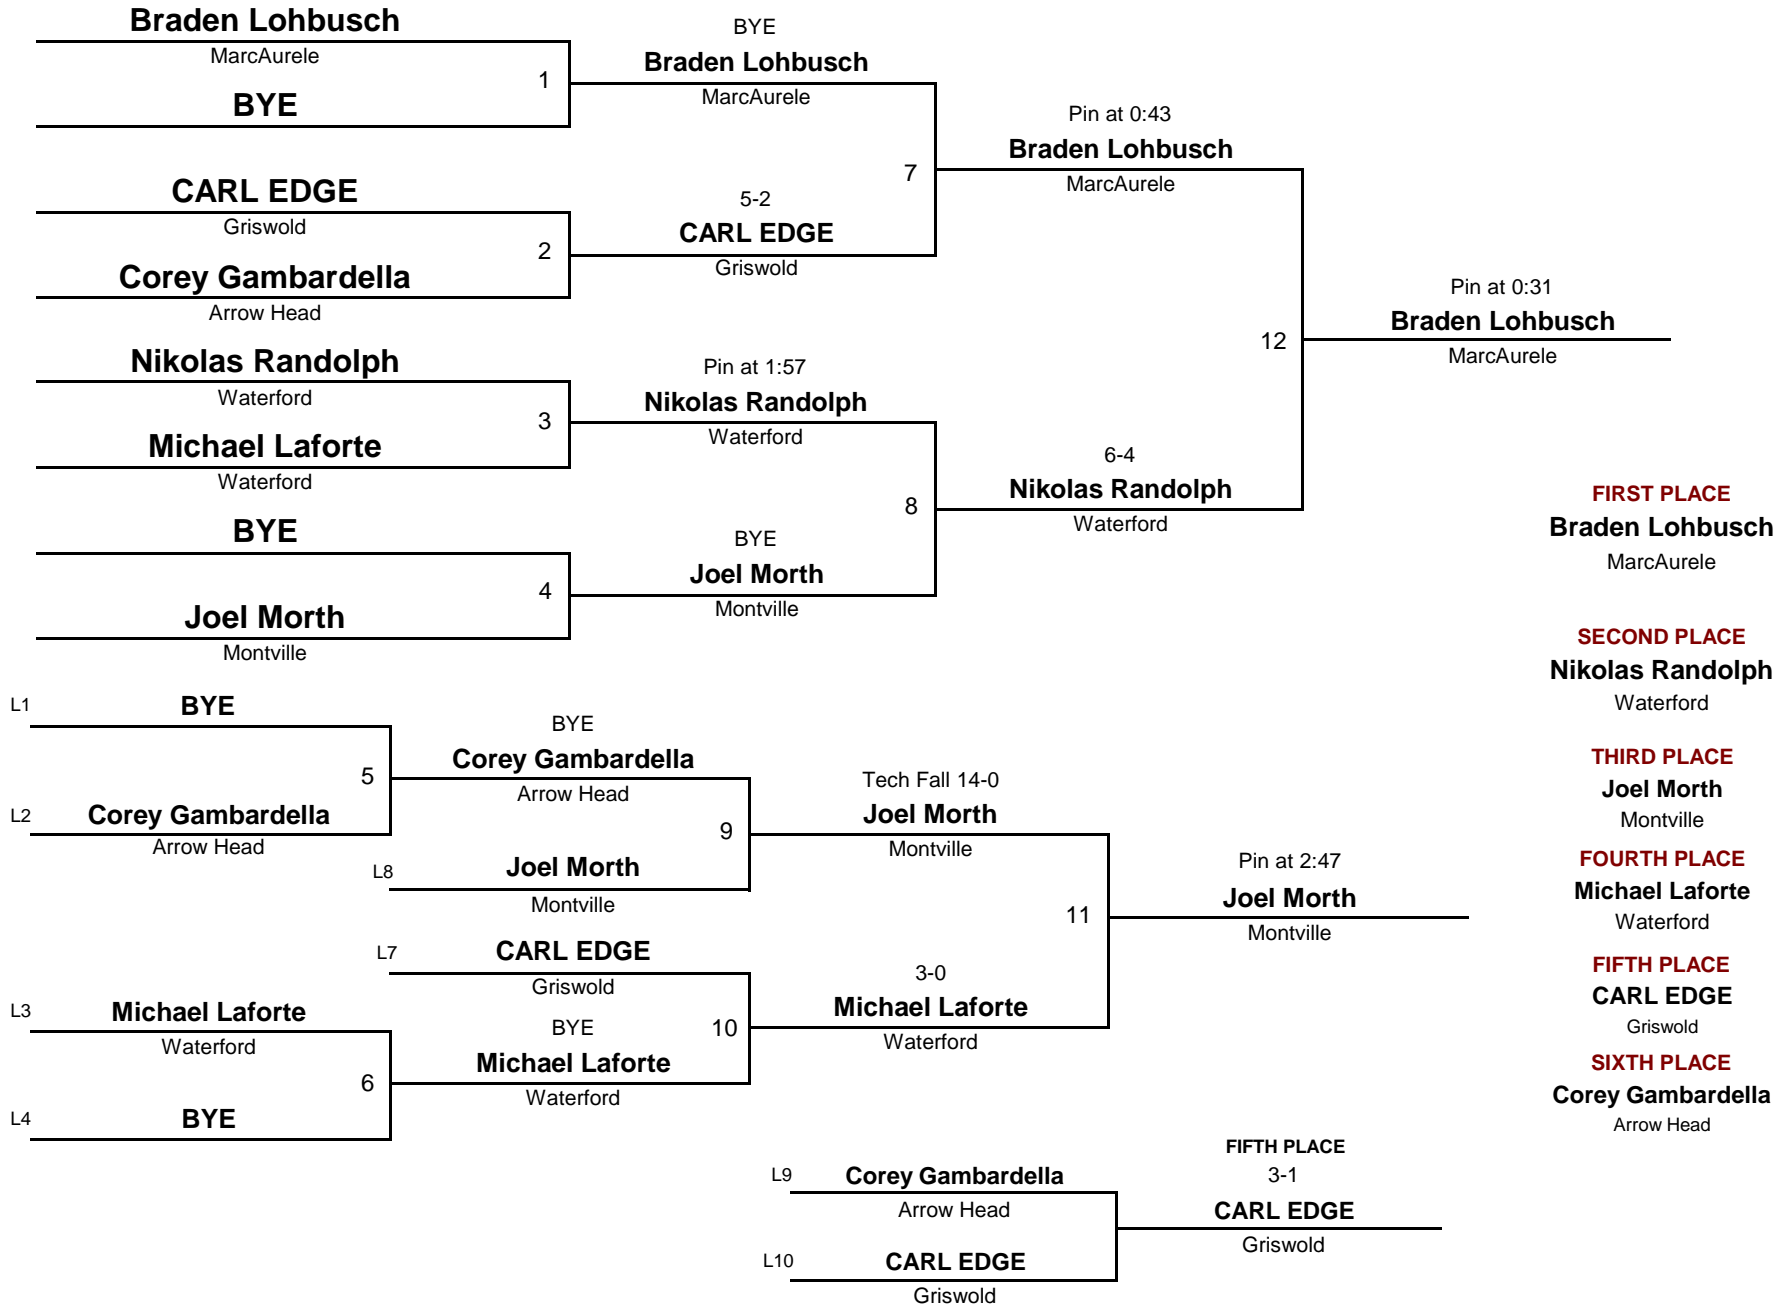 Braden Lohbusch
MarcAurele
1
BYE
CARL EDGE
Griswold
2
Corey Gambardella
Arrow Head
Nikolas Randolph
Waterford
3
Michael Laforte
Waterford
BYE
4
Joel Morth
Montville
BYE
Braden Lohbusch
MarcAurele
7
5-2
CARL EDGE
Griswold
Pin at 1:57
Nikolas Randolph
Waterford
8
BYE
Joel Morth
Montville
Pin at 0:43
Braden Lohbusch
MarcAurele
12
6-4
Nikolas Randolph
Waterford
Pin at 0:31
Braden Lohbusch
MarcAurele
L1
BYE
5
L2
Corey Gambardella
Arrow Head
L3
Michael Laforte
Waterford
6
L4
BYE
BYE
Corey Gambardella
Arrow Head
9
L8
Joel Morth
Montville
L7
CARL EDGE
Griswold
10
BYE
Michael Laforte
Waterford
Tech Fall 14-0
Joel Morth
Montville
11
3-0
Michael Laforte
Waterford
Pin at 2:47
Joel Morth
Montville
L9
Corey Gambardella
Arrow Head
L10
CARL EDGE
Griswold
FIFTH PLACE
3-1
CARL EDGE
Griswold
FIRST PLACE
Braden Lohbusch
MarcAurele
SECOND PLACE
Nikolas Randolph
Waterford
THIRD PLACE
Joel Morth
Montville
FOURTH PLACE
Michael Laforte
Waterford
FIFTH PLACE
CARL EDGE
Griswold
SIXTH PLACE
Corey Gambardella
Arrow Head